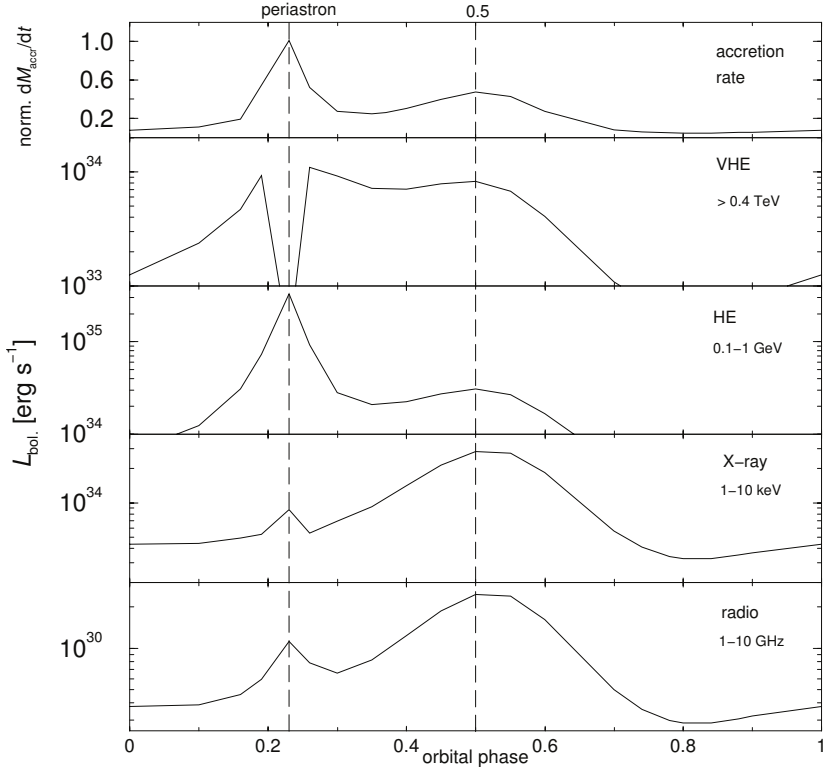 periastron 0.5
norm. dMaccr/dt
1.0
0.6
0.2
accretion
rate
10^34
10^33
VHE
> 0.4 TeV
Lbol. [erg s^−1]
10^35
10^34
HE
0.1−1 GeV
10^34
X−ray
1−10 keV
10^30
radio
1−10 GHz
0 0.2 0.4 0.6 0.8 1
orbital phase